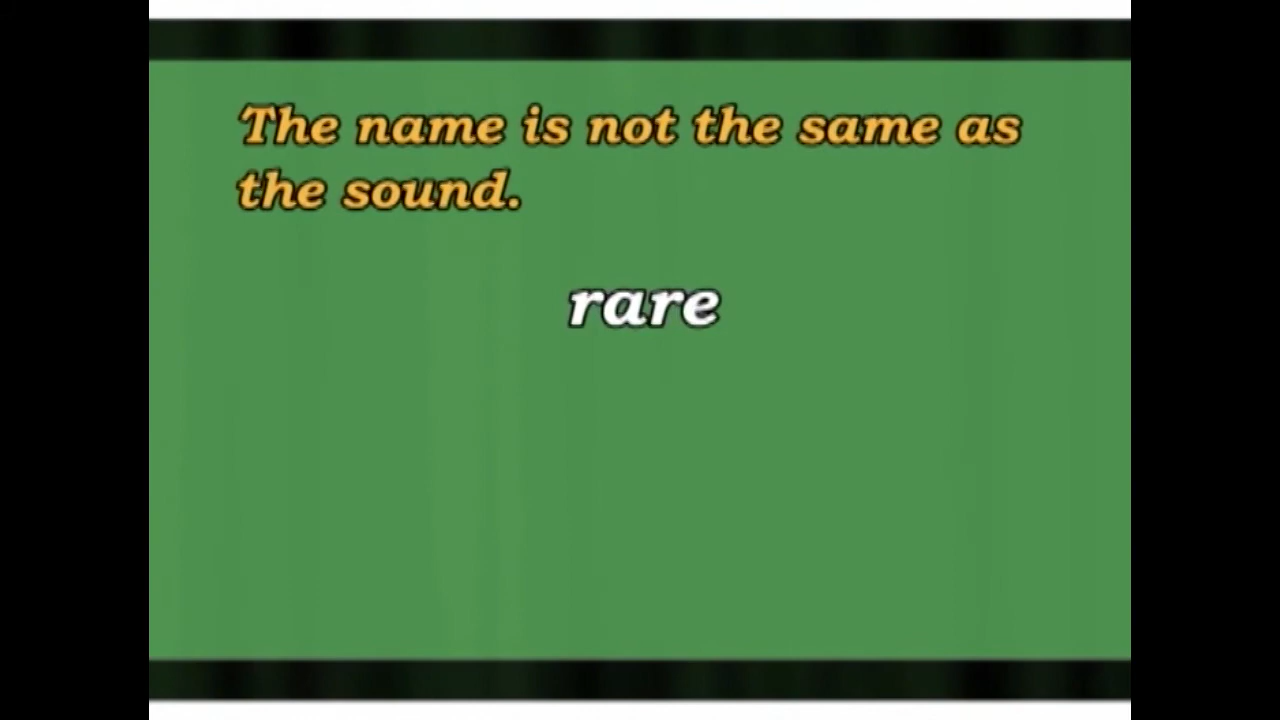 The name is not the same as
the sound.
rare